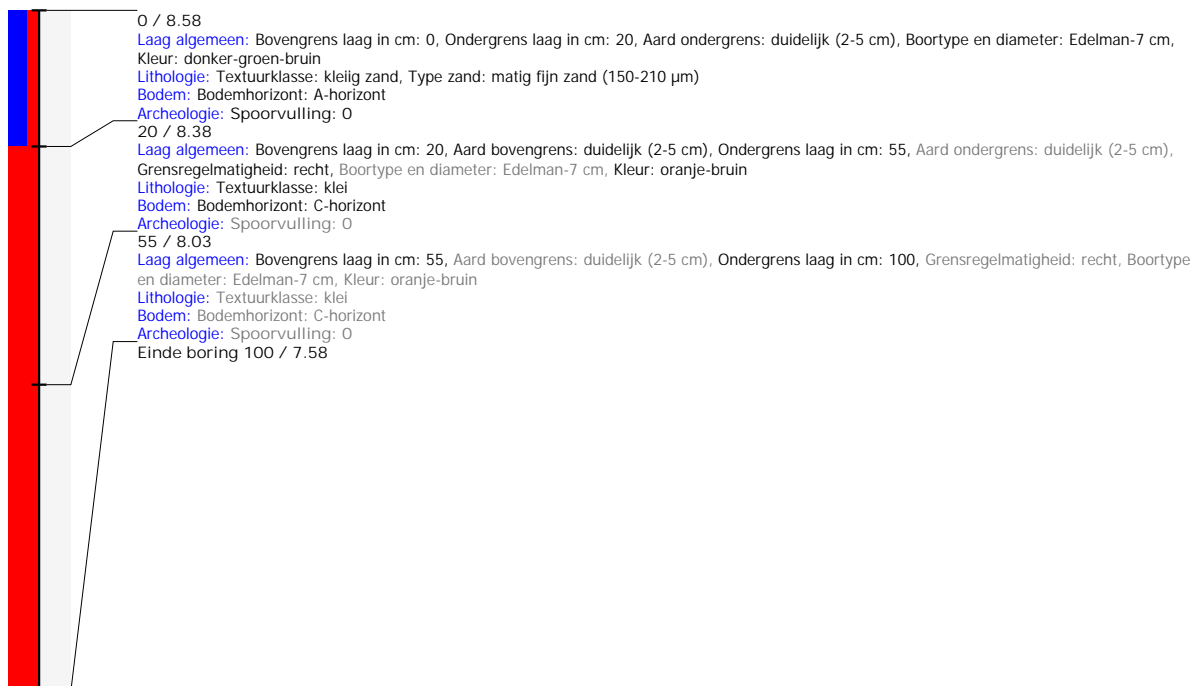 0 / 8.58
Laag algemeen: Bovengrens laag in cm: 0, Ondergrens laag in cm: 20, Aard ondergrens: duidelijk (2-5 cm), Boortype en diameter: Edelman-7 cm,
Kleur: donker-groen-bruin
Lithologie: Textuurklasse: kleiig zand, Type zand: matig fijn zand (150-210 µm)
Bodem: Bodemhorizont: A-horizont
Archeologie: Spoorvulling: 0
20 / 8.38
Laag algemeen: Bovengrens laag in cm: 20, Aard bovengrens: duidelijk (2-5 cm), Ondergrens laag in cm: 55, Aard ondergrens: duidelijk (2-5 cm),
Grensregelmatigheid: recht, Boortype en diameter: Edelman-7 cm, Kleur: oranje-bruin
Lithologie: Textuurklasse: klei
Bodem: Bodemhorizont: C-horizont
Archeologie: Spoorvulling: 0
55 / 8.03
Laag algemeen: Bovengrens laag in cm: 55, Aard bovengrens: duidelijk (2-5 cm), Ondergrens laag in cm: 100, Grensregelmatigheid: recht, Boortype
en diameter: Edelman-7 cm, Kleur: oranje-bruin
Lithologie: Textuurklasse: klei
Bodem: Bodemhorizont: C-horizont
Archeologie: Spoorvulling: 0
Einde boring 100 / 7.58